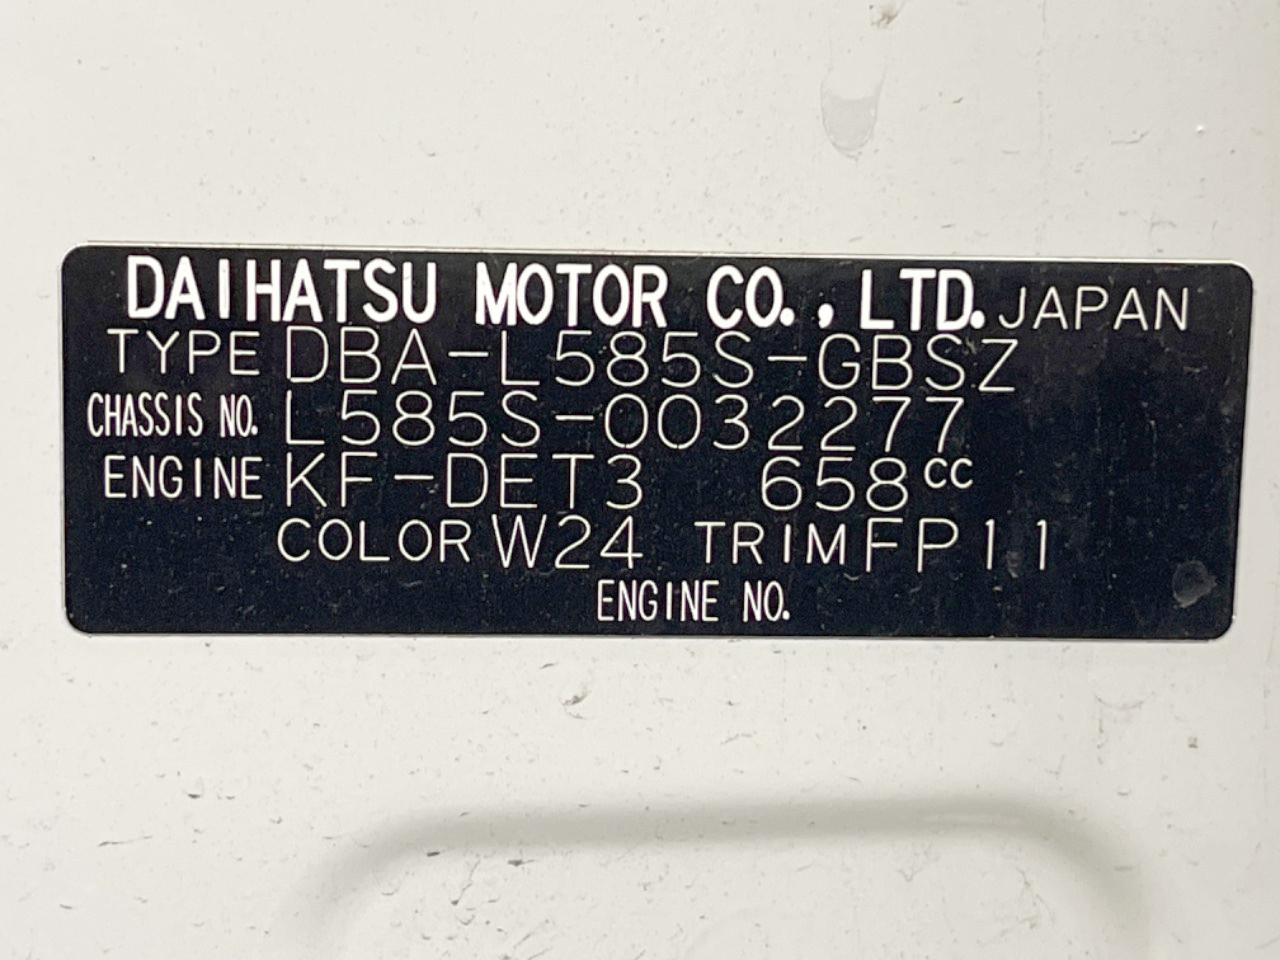 DAIHATSU MOTOR CO., LTD. JAPAN
TYPE DBA-L585S-GBSZ
CHASSIS NO. L585S-0032277
ENGINE KF-DET3 658cc
COLOR W24 TRIM FP11
ENGINE NO.